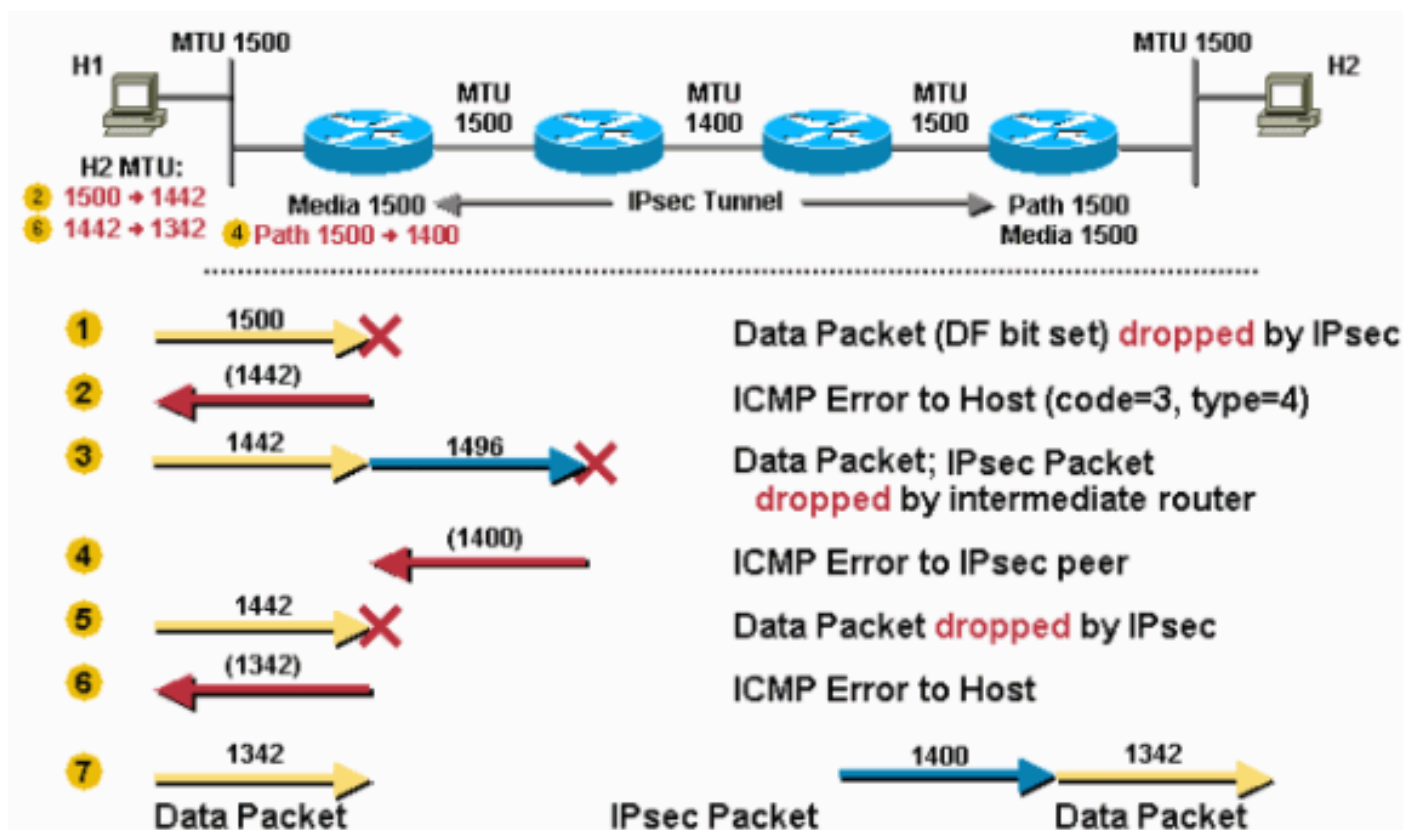 MTU 1500
MTU 1500
H1
H2
MTU
1500
MTU
1400
MTU
1500
H2 MTU:
2 1500 → 1442
6 1442 → 1342
Media 1500
IPsec Tunnel
Path 1500
4 Path 1500 → 1400
Media 1500
1
1500
Data Packet (DF bit set) dropped by IPsec
2
(1442)
ICMP Error to Host (code=3, type=4)
3
1442
1496
Data Packet; IPsec Packet
dropped by intermediate router
4
(1400)
ICMP Error to IPsec peer
5
1442
Data Packet dropped by IPsec
6
(1342)
ICMP Error to Host
7
1342
1400
1342
Data Packet
IPsec Packet
Data Packet